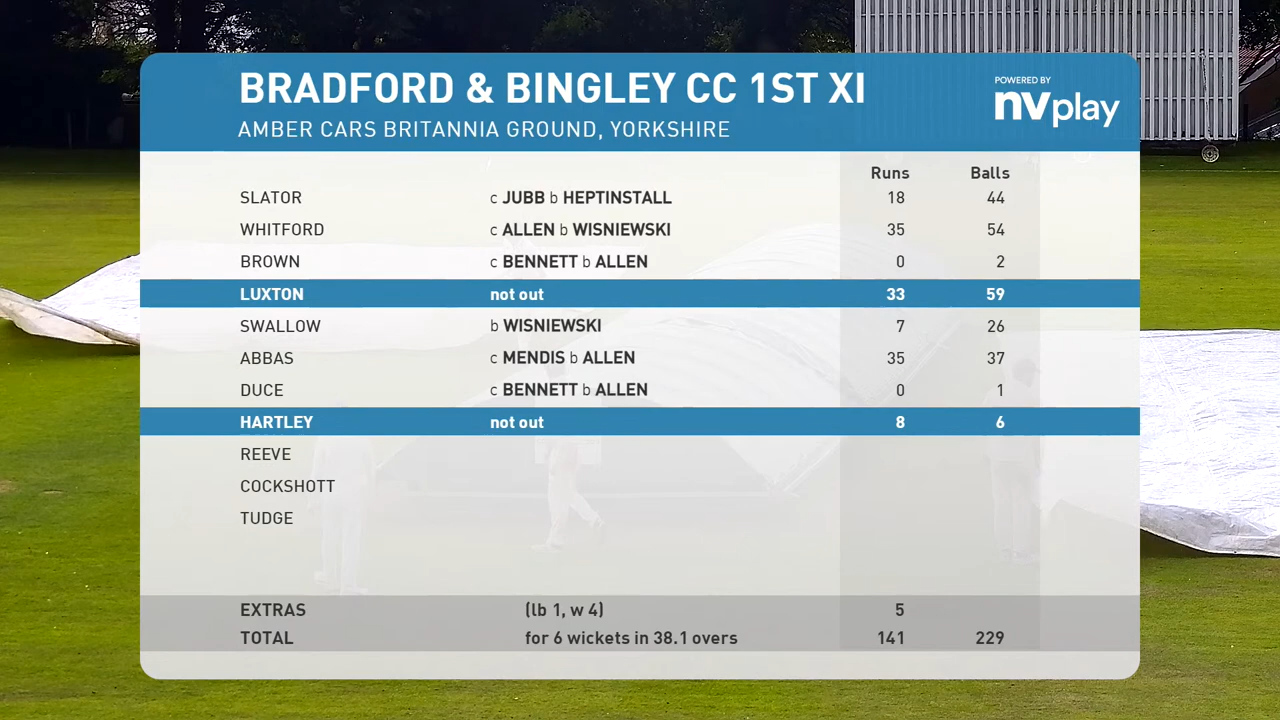 BRADFORD & BINGLEY CC 1ST XI
AMBER CARS BRITANNIA GROUND, YORKSHIRE
POWERED BY
nvplay
Runs Balls
SLATOR c JUBB b HEPTINSTALL 18 44
WHITFORD c ALLEN b WISNIEWSKI 35 54
BROWN c BENNETT b ALLEN 0 2
LUXTON not out 33 59
SWALLOW b WISNIEWSKI 7 26
ABBAS c MENDIS b ALLEN 35 37
DUCE c BENNETT b ALLEN 0 1
HARTLEY not out 8 6
REEVE
COCKSHOTT
TUDGE
EXTRAS (lb 1, w 4) 5
TOTAL for 6 wickets in 38.1 overs 141 229